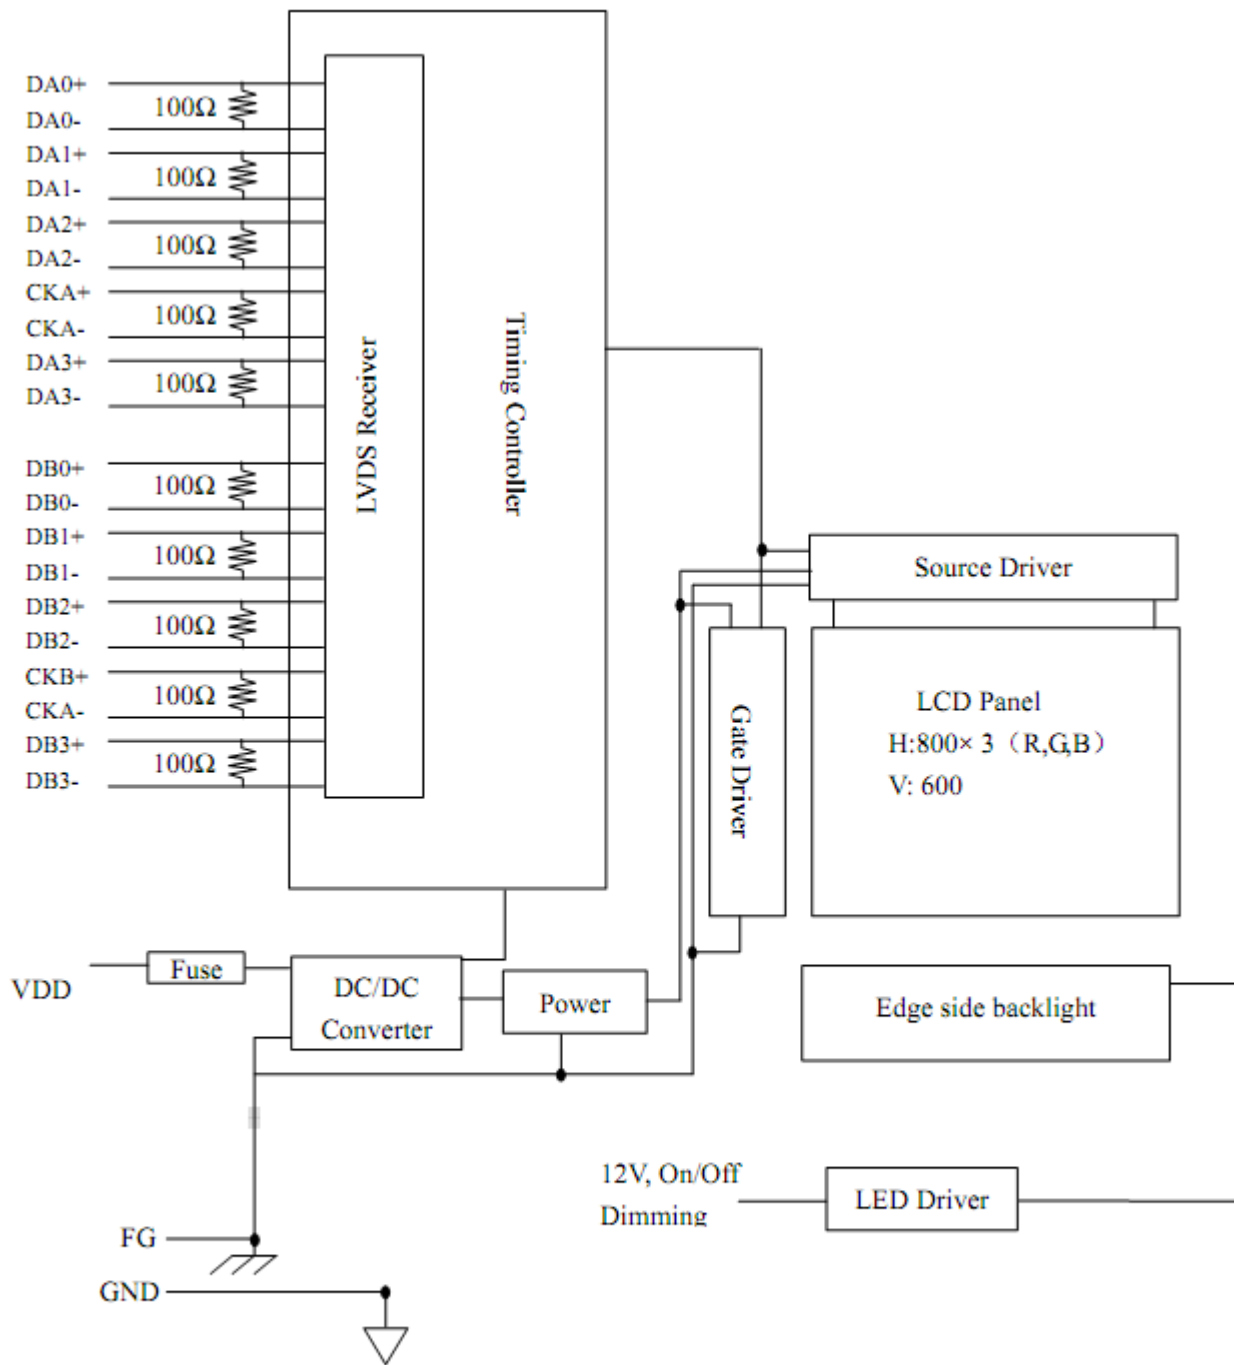 DA0+
100Ω
DA0-
DA1+
100Ω
DA1-
DA2+
100Ω
DA2-
CKA+
100Ω
CKA-
DA3+
100Ω
DA3-
DB0+
100Ω
DB0-
DB1+
100Ω
DB1-
DB2+
100Ω
DB2-
CKB+
100Ω
CKA-
DB3+
100Ω
DB3-
LVDS Receiver
Timing Controller
Source Driver
Gate Driver
LCD Panel
H:800× 3（R,G,B）
V: 600
VDD
Fuse
DC/DC
Converter
Power
Edge side backlight
12V, On/Off
Dimming
LED Driver
FG
GND